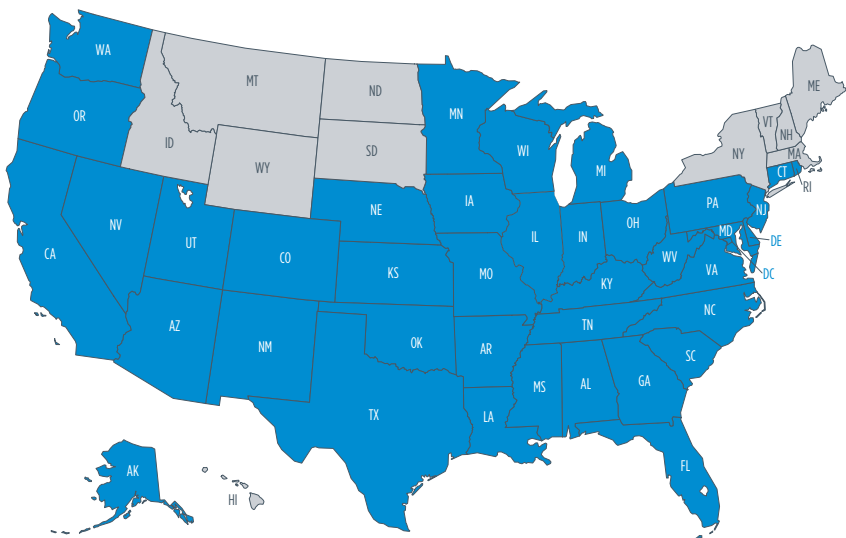 WA
MT
ND
MN
ME
OR
ID
SD
WI
VT
NH
NY
MA
WY
MI
CT
RI
NV
UT
NE
IA
PA
NJ
CA
CO
KS
MO
IL
IN
OH
WV
MD
DE
VA
DC
KY
AZ
NM
OK
AR
TN
NC
SC
TX
LA
MS
AL
GA
FL
AK
HI